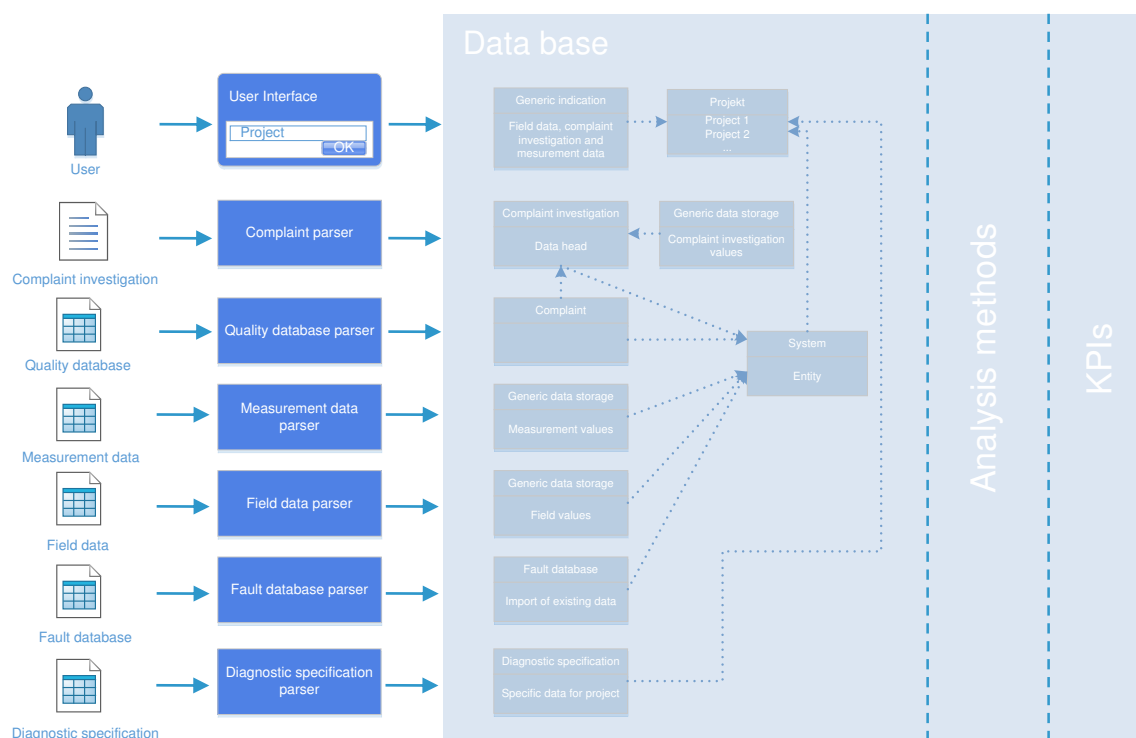 Data base
User Interface
Project
OK
User
Generic indication
Field data, complaint
investigation and
mesurement data
Projekt
Project 1
Project 2
...
Complaint investigation
Complaint parser
Complaint investigation
Data head
Generic data storage
Complaint investigation
values
Quality database
Quality database parser
Complaint
System
Entity
Measurement data
Measurement data
parser
Generic data storage
Measurement values
Field data
Field data parser
Generic data storage
Field values
Fault database
Fault database parser
Fault database
Import of existing data
Diagnostic specification
Diagnostic specification
parser
Diagnostic specification
Specific data for project
Analysis methods
KPIs